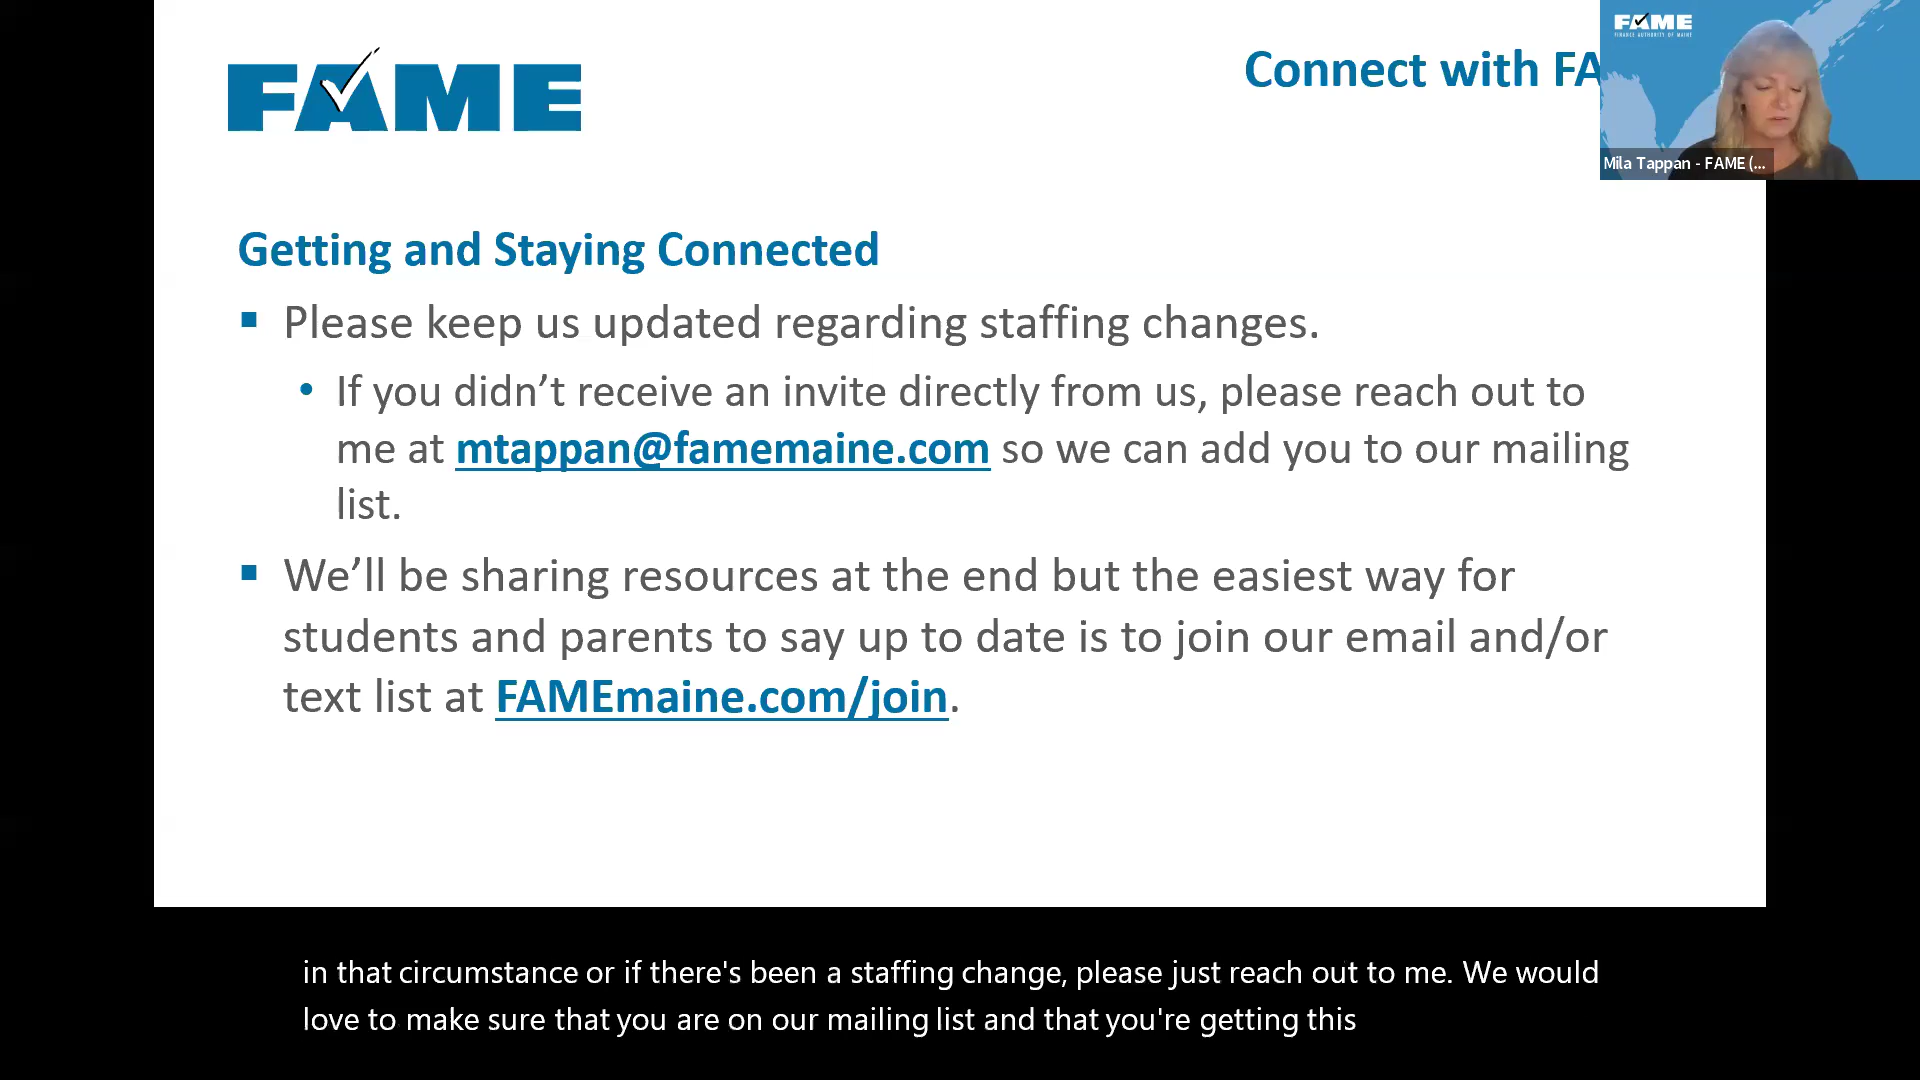 FAME
Connect with FA
FAME
FINANCE AUTHORITY OF MAINE
Mila Tappan - FAME (...
Getting and Staying Connected
▪ Please keep us updated regarding staffing changes.
• If you didn’t receive an invite directly from us, please reach out to
me at mtappan@famemaine.com so we can add you to our mailing
list.
▪ We’ll be sharing resources at the end but the easiest way for
students and parents to say up to date is to join our email and/or
text list at FAMEmaine.com/join.
in that circumstance or if there's been a staffing change, please just reach out to me. We would
love to make sure that you are on our mailing list and that you're getting this